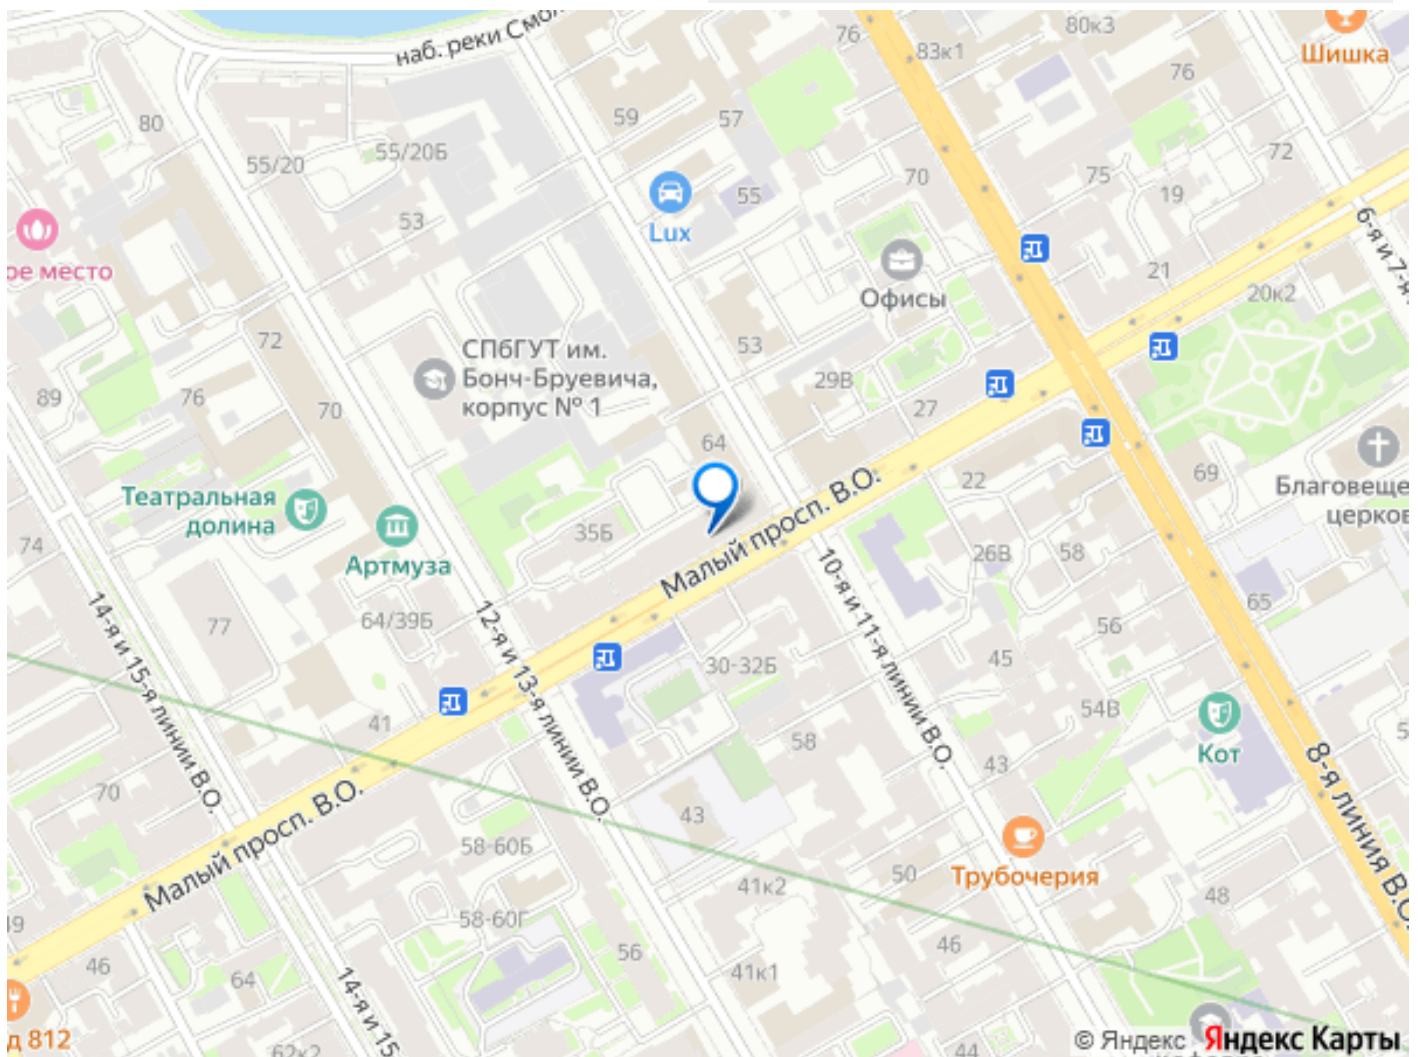 наб. реки Смол
76
83к1
80к3
Шишка
76
80
59
57
55/20
55/20Б
72
70
75
19
55
53
Lux
6-я и 7-я л
ое место
21
Офисы
20к2
72
СПбГУТ им.
Бонч-Бруевича,
корпус № 1
53
29В
27
89
76
70
64
69
22
Благовеще
церков
Театральная
долина
Артмуза
74
35Б
Малый просп. В.О.
26В
58
10-я и 11-я линии В.О.
14-я и 15-я линии В.О.
12-я и 13-я линии В.О.
77
64/39Б
65
56
45
30-32Б
54В
41
58
Кот
8-я линия В.О.
43
70
43
Малый просп. В.О.
58-60Б
Трубочерия
50
41к2
48
58-60Г
46
56
46
64
41к1
14-я и 15
д 812
62к2
44
© Яндекс Яндекс Карты